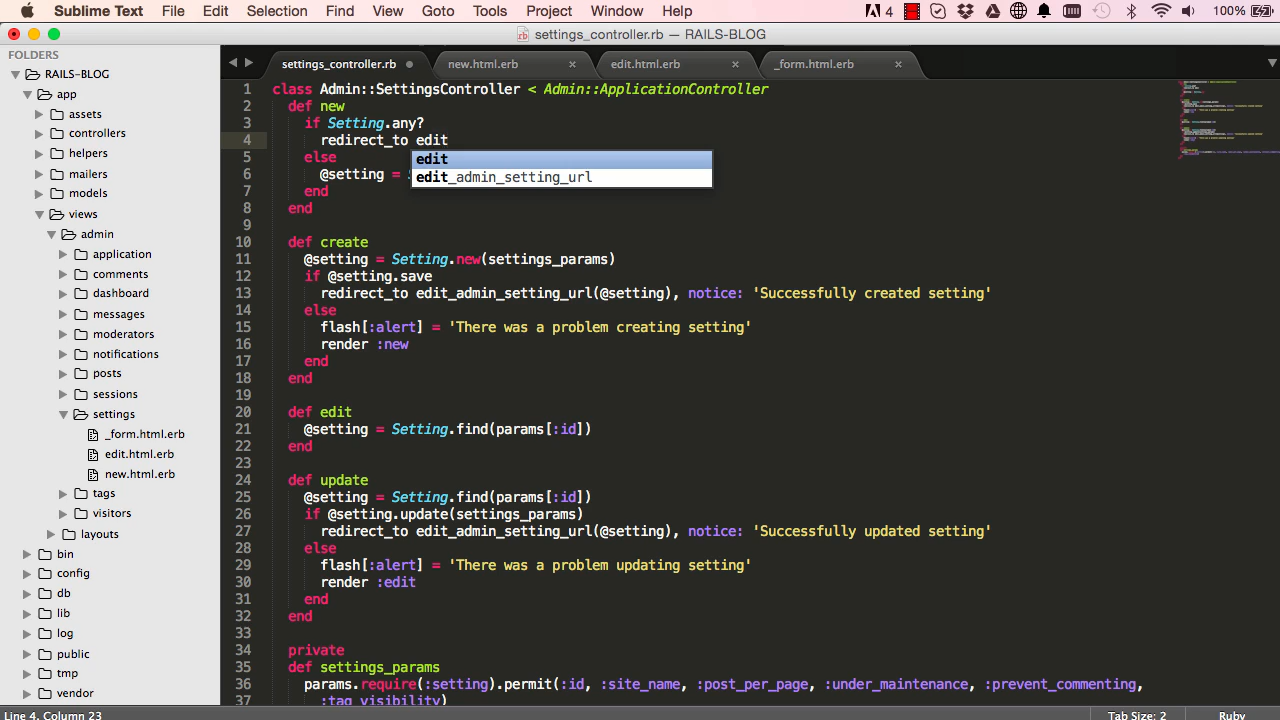 Sublime Text File Edit Selection Find View Goto Tools Project Window Help 4 100%
settings_controller.rb — RAILS-BLOG
FOLDERS
RAILS-BLOG
app
assets
controllers
helpers
mailers
models
views
admin
application
comments
dashboard
messages
moderators
notifications
posts
sessions
settings
_form.html.erb
edit.html.erb
new.html.erb
tags
visitors
layouts
bin
config
db
lib
log
public
tmp
vendor
settings_controller.rb new.html.erb edit.html.erb _form.html.erb
1 class Admin::SettingsController < Admin::ApplicationController
2 def new
3 if Setting.any?
4 redirect_to edit
edit
edit_admin_setting_url
5 else
6 @setting =
7 end
8 end
9
10 def create
11 @setting = Setting.new(settings_params)
12 if @setting.save
13 redirect_to edit_admin_setting_url(@setting), notice: 'Successfully created setting'
14 else
15 flash[:alert] = 'There was a problem creating setting'
16 render :new
17 end
18 end
19
20 def edit
21 @setting = Setting.find(params[:id])
22 end
23
24 def update
25 @setting = Setting.find(params[:id])
26 if @setting.update(settings_params)
27 redirect_to edit_admin_setting_url(@setting), notice: 'Successfully updated setting'
28 else
29 flash[:alert] = 'There was a problem updating setting'
30 render :edit
31 end
32 end
33
34 private
35 def settings_params
36 params.require(:setting).permit(:id, :site_name, :post_per_page, :under_maintenance, :prevent_commenting,
37 :tag_visibility)
Line 4, Column 23 Tab Size: 2 Ruby